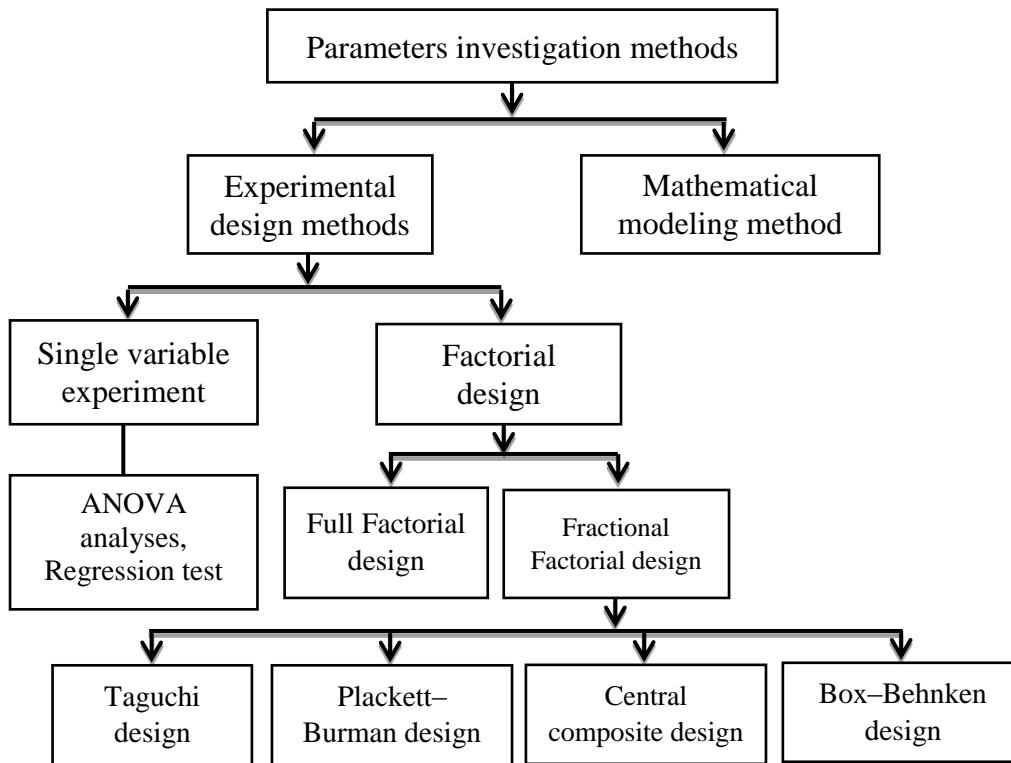 Parameters investigation methods
Experimental
design methods
Mathematical
modeling method
Single variable
experiment
Factorial
design
ANOVA
analyses,
Regression test
Full Factorial
design
Fractional
Factorial design
Taguchi
design
Plackett–
Burman design
Central
composite design
Box–Behnken
design